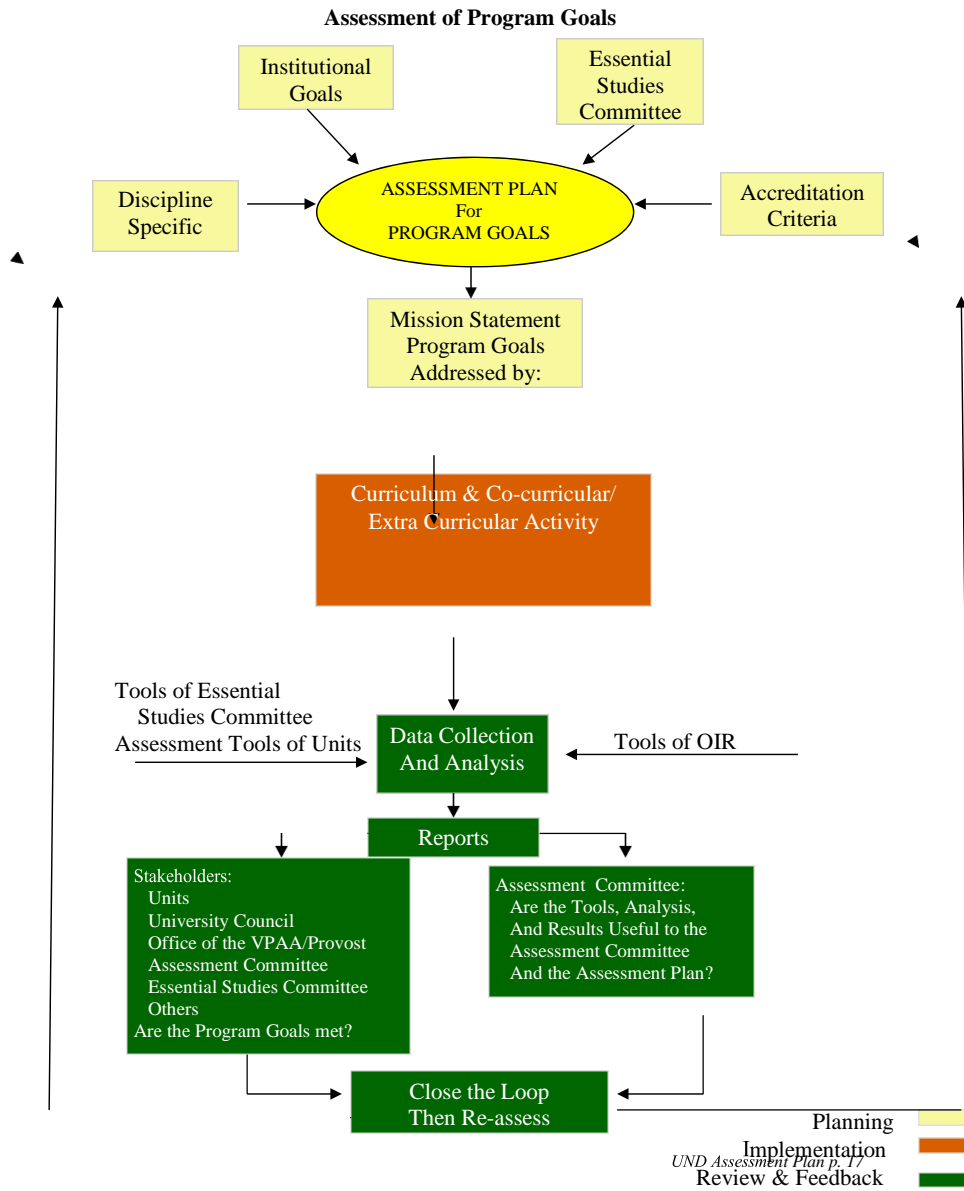 Assessment of Program Goals
Institutional
Goals
Essential
Studies
Committee
Discipline
Specific
ASSESSMENT PLAN
For
PROGRAM GOALS
Accreditation
Criteria
Mission Statement
Program Goals
Addressed by:
Curriculum & Co-curricular/
Extra Curricular Activity
Tools of Essential
Studies Committee
Assessment Tools of Units
Data Collection
And Analysis
Tools of OIR
Reports
Stakeholders:
Units
University Council
Office of the VPAA/Provost
Assessment Committee
Essential Studies Committee
Others
Are the Program Goals met?
Assessment Committee:
Are the Tools, Analysis,
And Results Useful to the
Assessment Committee
And the Assessment Plan?
Close the Loop
Then Re-assess
Planning
Implementation
UND Assessment Plan p. 17
Review & Feedback